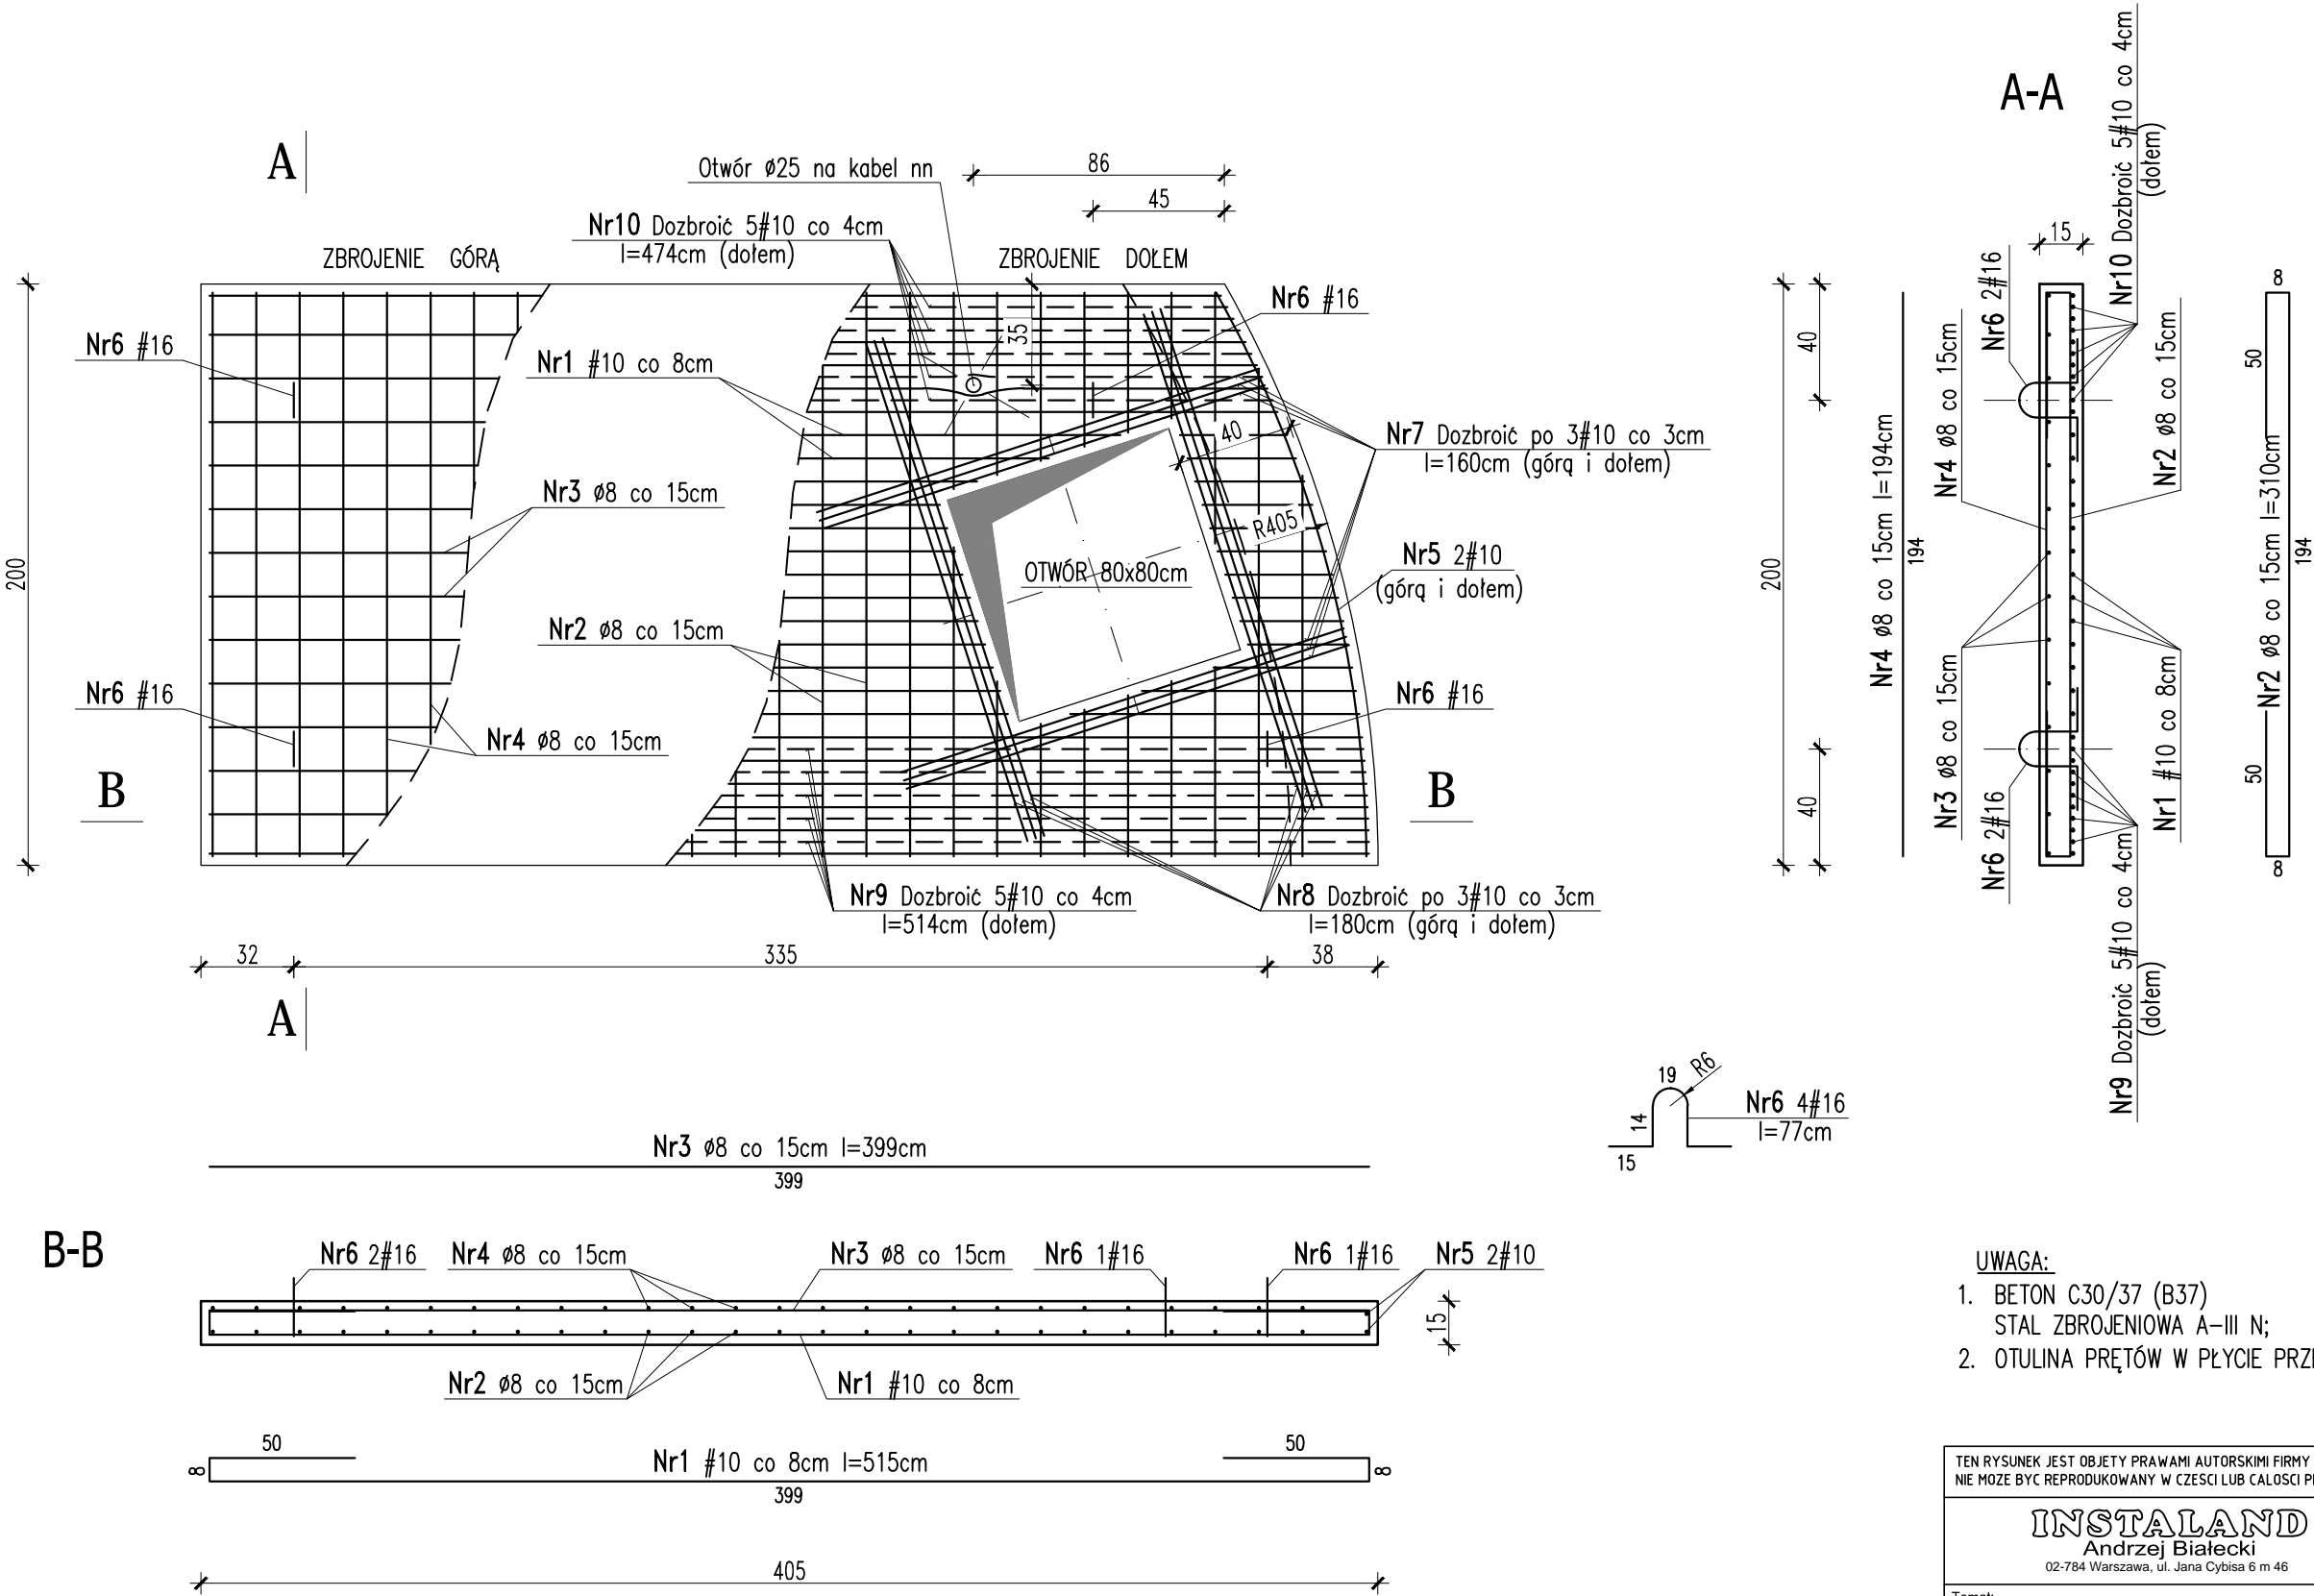 A
A-A
Otwór ø25 na kabel nn
86
45
Nr10 Dozbroić 5#10 co 4cm
l=474cm (dołem)
ZBROJENIE GÓRĄ
ZBROJENIE DOŁEM
Nr6 #16
35
Nr6 #16
Nr1 #10 co 8cm
40
Nr7 Dozbroić po 3#10 co 3cm
l=160cm (górą i dołem)
Nr3 ø8 co 15cm
R405
Nr5 2#10
(górą i dołem)
OTWÓR 80x80cm
200
Nr2 ø8 co 15cm
Nr6 #16
Nr6 #16
Nr4 ø8 co 15cm
B
B
Nr9 Dozbroić 5#10 co 4cm
l=514cm (dołem)
Nr8 Dozbroić po 3#10 co 3cm
l=180cm (górą i dołem)
32
335
38
A
Nr10 Dozbroić 5#10 co 4cm
(dołem)
15
Nr6 2#16
8
40
Nr4 ø8 co 15cm
Nr2 ø8 co 15cm
50
Nr4 ø8 co 15cm l=194cm
194
200
Nr2 ø8 co 15cm l=310cm
194
Nr3 ø8 co 15cm
Nr1 #10 co 8cm
50
40
Nr6 2#16
8
Nr9 Dozbroić 5#10 co 4cm
(dołem)
19
R6
14
15
Nr6 4#16
l=77cm
Nr3 ø8 co 15cm l=399cm
399
B-B
Nr6 2#16
Nr4 ø8 co 15cm
Nr3 ø8 co 15cm
Nr6 1#16
Nr6 1#16
Nr5 2#10
15
Nr2 ø8 co 15cm
Nr1 #10 co 8cm
50
50
8
Nr1 #10 co 8cm l=515cm
8
399
405
UWAGA:
1. BETON C30/37 (B37)
STAL ZBROJENIOWA A-III N;
2. OTULINA PRĘTÓW W PŁYCIE
TEN RYSUNEK JEST OBJETY PRAWAMI AUTORSKIMI FIRMY
NIE MOZE BYC REPRODUKOWANY W CZESCI LUB CALOSCI
INSTALAND
Andrzej Białecki
02-784 Warszawa, ul. Jana Cybisa 6 m 46